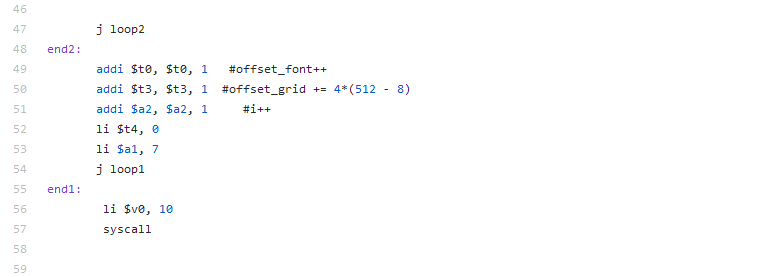 46
47 j loop2
48 end2:
49 addi $t0, $t0, 1 #offset_font++
50 addi $t3, $t3, 1 #offset_grid += 4*(512 - 8)
51 addi $a2, $a2, 1 #i++
52 li $t4, 0
53 li $a1, 7
54 j loop1
55 end1:
56 li $v0, 10
57 syscall
58
59